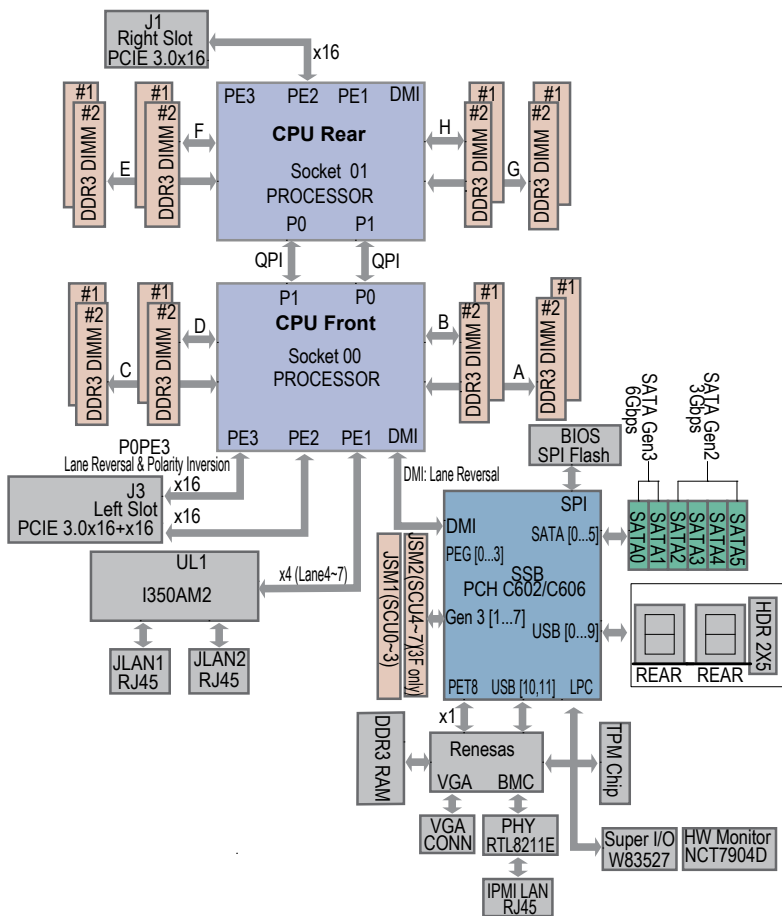 J1
Right Slot
PCIE 3.0x16
x16
#1
#2
DDR3 DIMM
#1
#2
DDR3 DIMM
E
F
PE3 PE2 PE1 DMI
CPU Rear
Socket 01
PROCESSOR
P0 P1
H
G
#1
#2
DDR3 DIMM
#1
#2
DDR3 DIMM
QPI QPI
#1
#2
DDR3 DIMM
#1
#2
DDR3 DIMM
C
D
P1 P0
CPU Front
Socket 00
PROCESSOR
PE3 PE2 PE1 DMI
B
A
#1
#2
DDR3 DIMM
#1
#2
DDR3 DIMM
P0PE3
Lane Reversal & Polarity Inversion
x16
x16
J3
Left Slot
PCIE 3.0x16+x16
DMI: Lane Reversal
BIOS
SPI Flash
SATA Gen3
6Gbps
SATA Gen2
3Gbps
SATA0
SATA1
SATA2
SATA3
SATA4
SATA5
UL1
I350AM2
x4 (Lane4~7)
JLAN1
RJ45
JLAN2
RJ45
JSM1(SCU0~3)
JSM2(SCU4~7)(3F only)
SPI
DMI
SATA [0...5]
PEG [0...3]
SSB
PCH C602/C606
Gen 3 [1...7]
USB [0...9]
PET8 USB [10,11] LPC
REAR REAR
HDR 2X5
x1
DDR3 RAM
Renesas
VGA BMC
TPM Chip
VGA
CONN
PHY
RTL8211E
IPMI LAN
RJ45
Super I/O
W83527
HW Monitor
NCT7904D